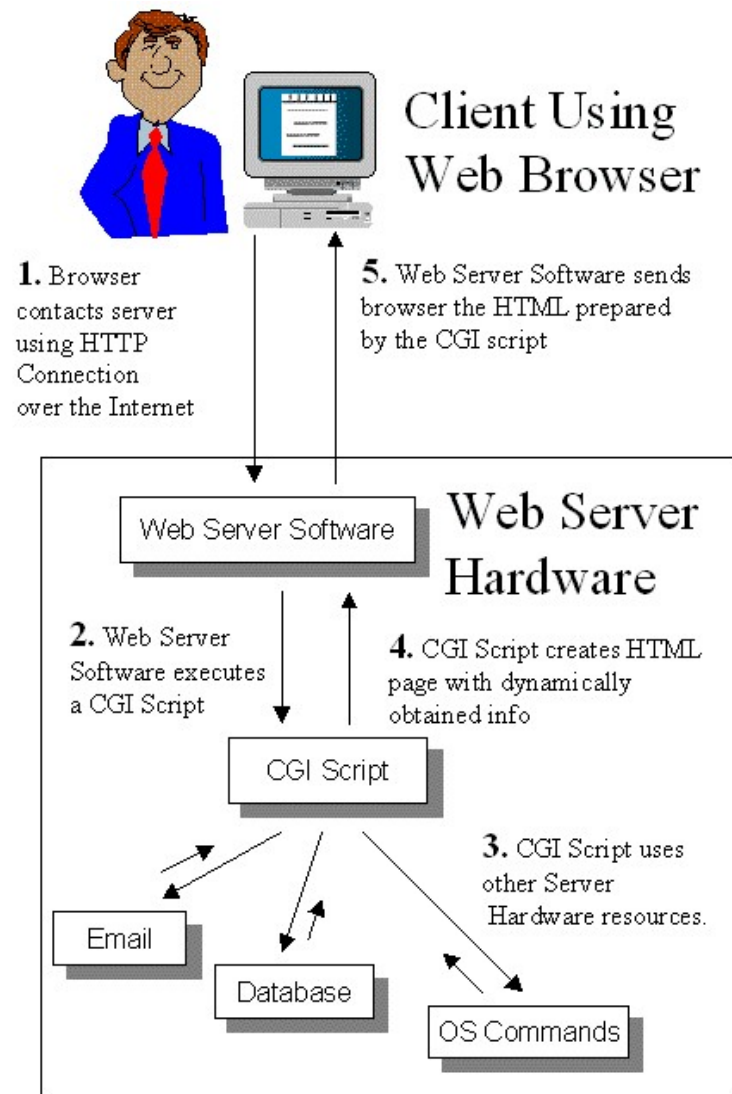 Client Using
Web Browser
1. Browser
contacts server
using HTTP
Connection
over the Internet
5. Web Server Software sends
browser the HTML prepared
by the CGI script
Web Server Software
Web Server
Hardware
2. Web Server
Software executes
a CGI Script
4. CGI Script creates HTML
page with dynamically
obtained info
CGI Script
3. CGI Script uses
other Server
Hardware resources.
Email
Database
OS Commands